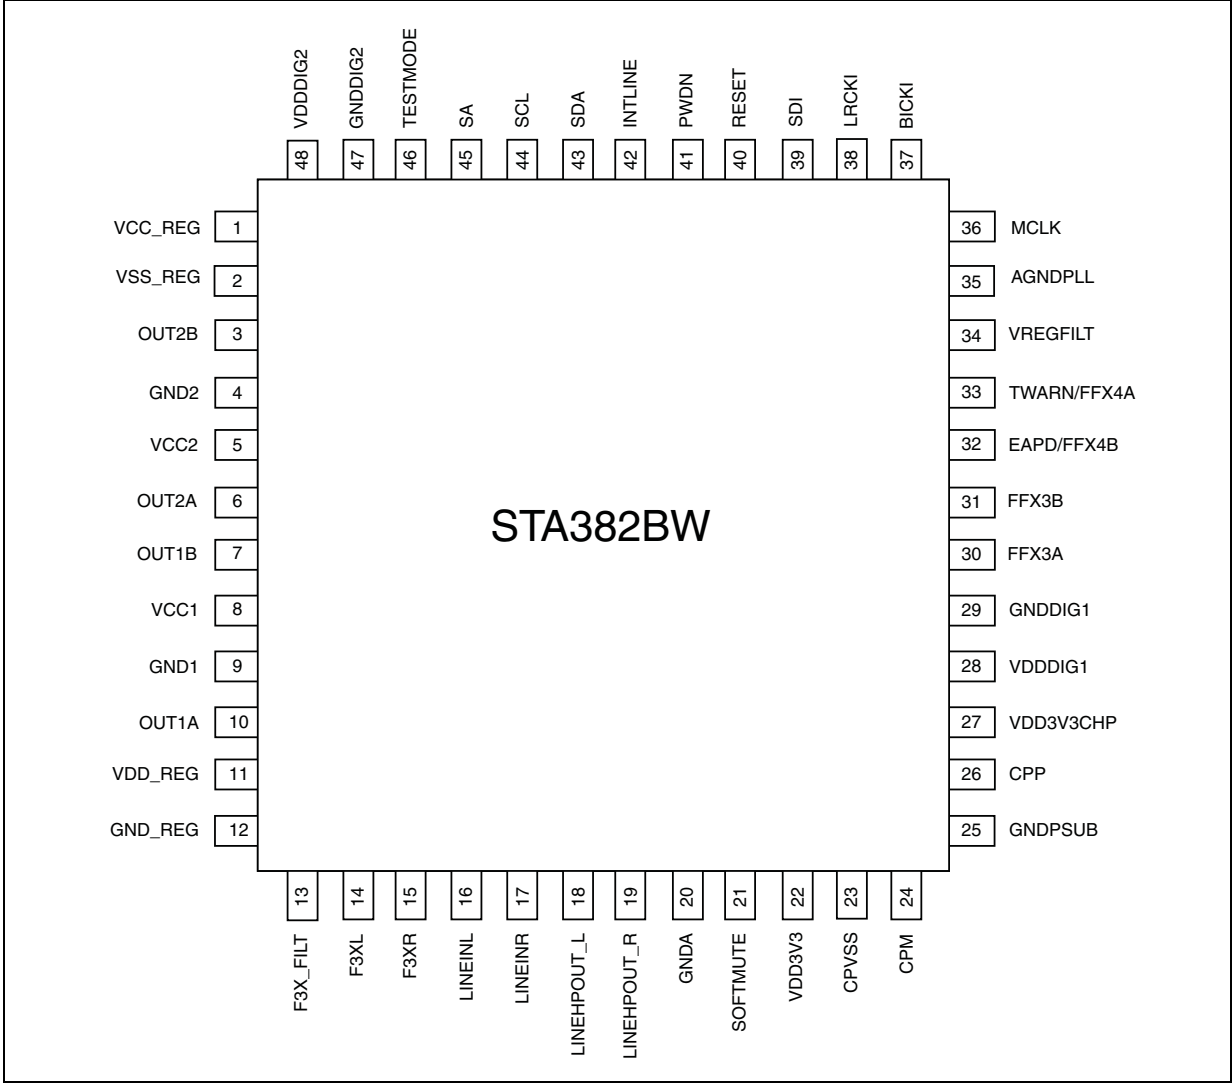 VDDDIG2
GNDDIG2
TESTMODE
SA
SCL
SDA
INTLINE
PWDN
RESET
SDI
LRCKI
BICKI
48
47
46
45
44
43
42
41
40
39
38
37
VCC_REG 1
36 MCLK
VSS_REG 2
35 AGNDPLL
OUT2B 3
34 VREGFILT
GND2 4
33 TWARN/FFX4A
VCC2 5
32 EAPD/FFX4B
OUT2A 6
31 FFX3B
STA382BW
OUT1B 7
30 FFX3A
VCC1 8
29 GNDDIG1
GND1 9
28 VDDDIG1
OUT1A 10
27 VDD3V3CHP
VDD_REG 11
26 CPP
GND_REG 12
25 GNDPSUB
13
14
15
16
17
18
19
20
21
22
23
24
F3X_FILT
F3XL
F3XR
LINEINL
LINEINR
LINEHPOUT_L
LINEHPOUT_R
GNDA
SOFTMUTE
VDD3V3
CPVSS
CPM